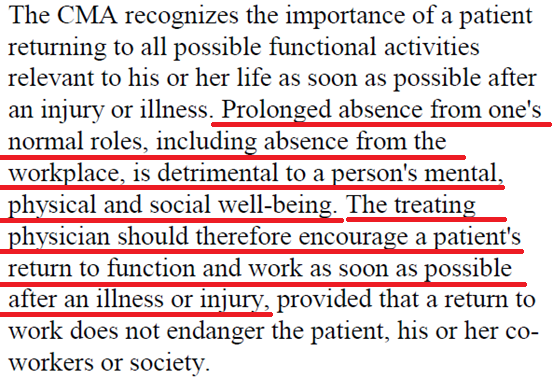 The CMA recognizes the importance of a patient
returning to all possible functional activities
relevant to his or her life as soon as possible after
an injury or illness. Prolonged absence from one's
normal roles, including absence from the
workplace, is detrimental to a person's mental,
physical and social well-being. The treating
physician should therefore encourage a patient's
return to function and work as soon as possible
after an illness or injury, provided that a return to
work does not endanger the patient, his or her co-
workers or society.